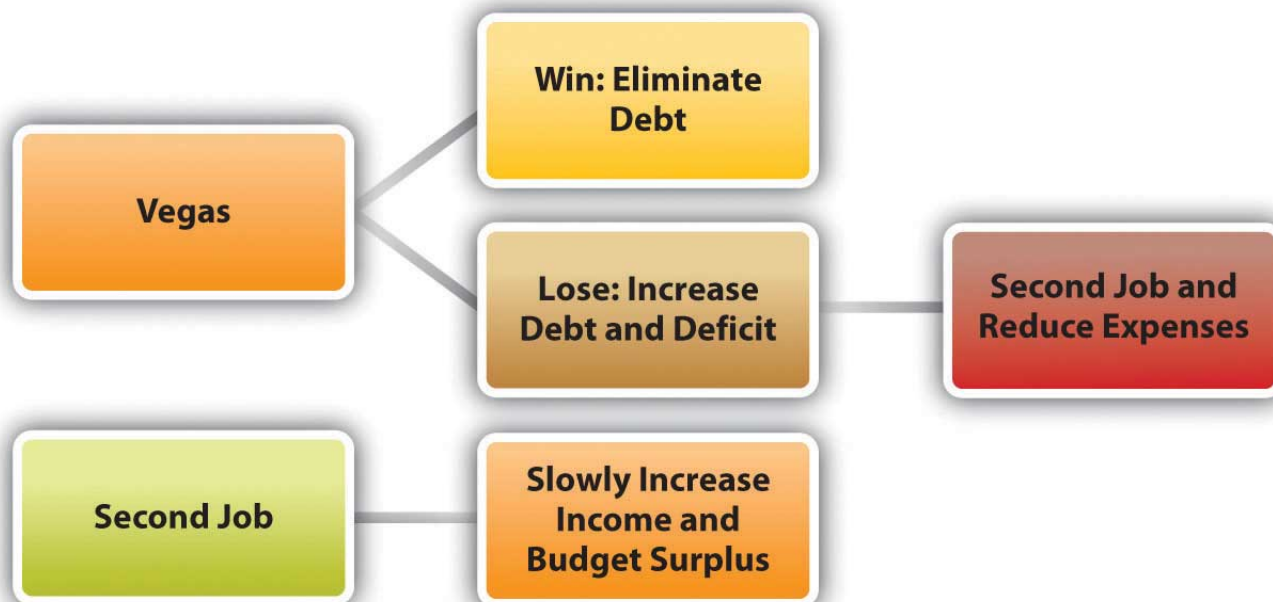 Vegas
Win: Eliminate
Debt
Lose: Increase
Debt and Deficit
Second Job and
Reduce Expenses
Second Job
Slowly Increase
Income and
Budget Surplus